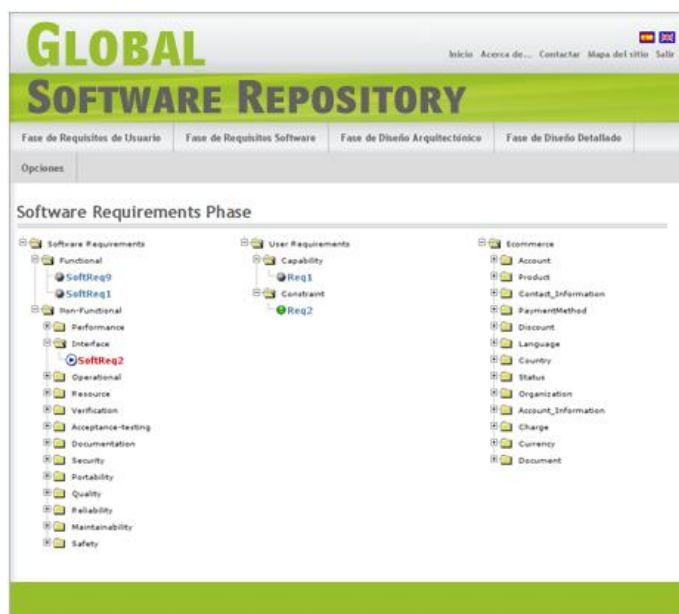 GLOBAL
Inicio Acerca de... Contactar Mapa del sitio Salir
SOFTWARE REPOSITORY
Fase de Requisitos de Usuario Fase de Requisitos Software Fase de Diseño Arquitectónico Fase de Diseño Detallado
Opciones
Software Requirements Phase
Software Requirements
Functional
SoftReq9
SoftReq1
Non-Functional
Performance
Interface
SoftReq2
Operational
Resource
Verification
Acceptance-testing
Documentation
Security
Portability
Quality
Reliability
Maintainability
Safety
User Requirements
Capability
Req1
Constraint
Req2
Ecommerce
Account
Product
Contact_Information
PaymentMethod
Discount
Language
Country
Status
Organization
Account_Information
Charge
Currency
Document